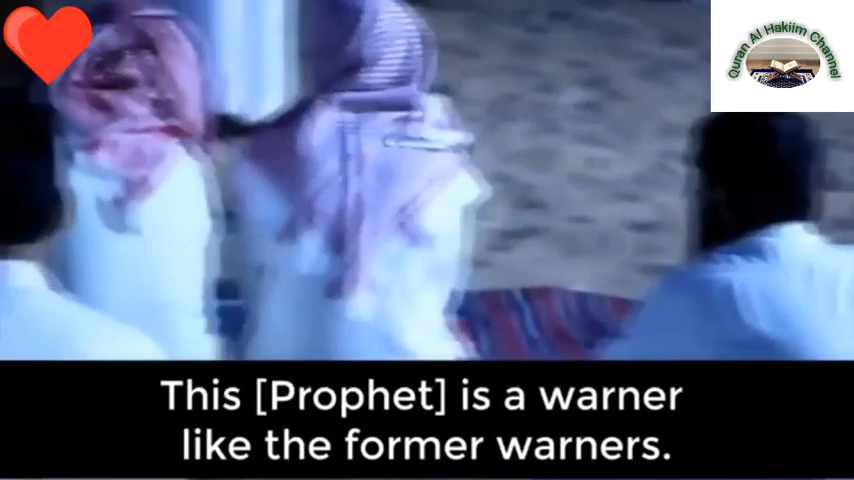 Quran Al Hakiim Channel
This [Prophet] is a warner
like the former warners.